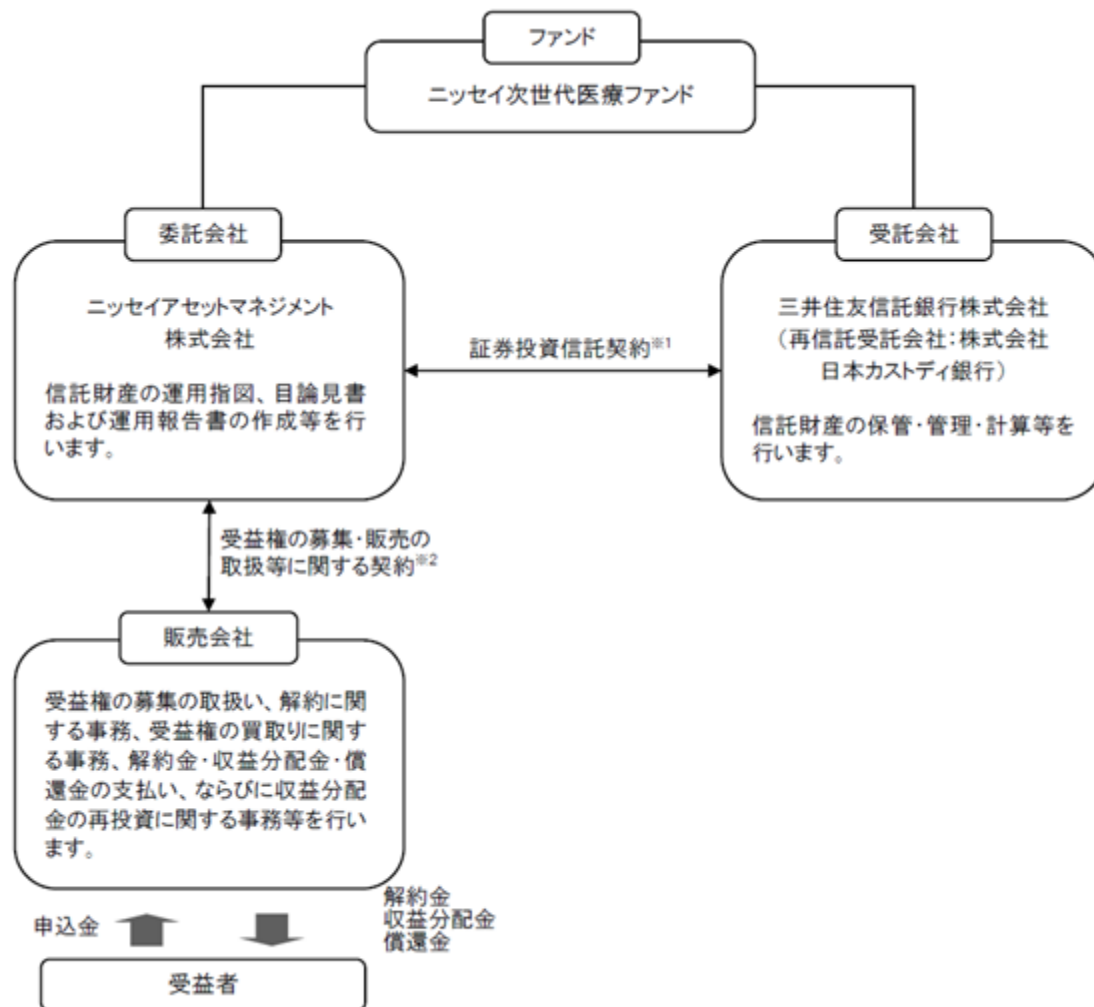 ファンド
ニッセイ次世代医療ファンド
委託会社
ニッセイアセットマネジメント
株式会社
信託財産の運用指図、目論見書
および運用報告書の作成等を行
います。
証券投資信託契約※1
受託会社
三井住友信託銀行株式会社
(再信託受託会社:株式会社
日本カストディ銀行)
信託財産の保管・管理・計算等を
行います。
受益権の募集・販売の
取扱等に関する契約※2
販売会社
受益権の募集の取扱い、解約に関
する事務、受益権の買取りに関す
る事務、解約金・収益分配金・償
還金の支払い、ならびに収益分配
金の再投資に関する事務等を行い
ます。
申込金
解約金
収益分配金
償還金
受益者